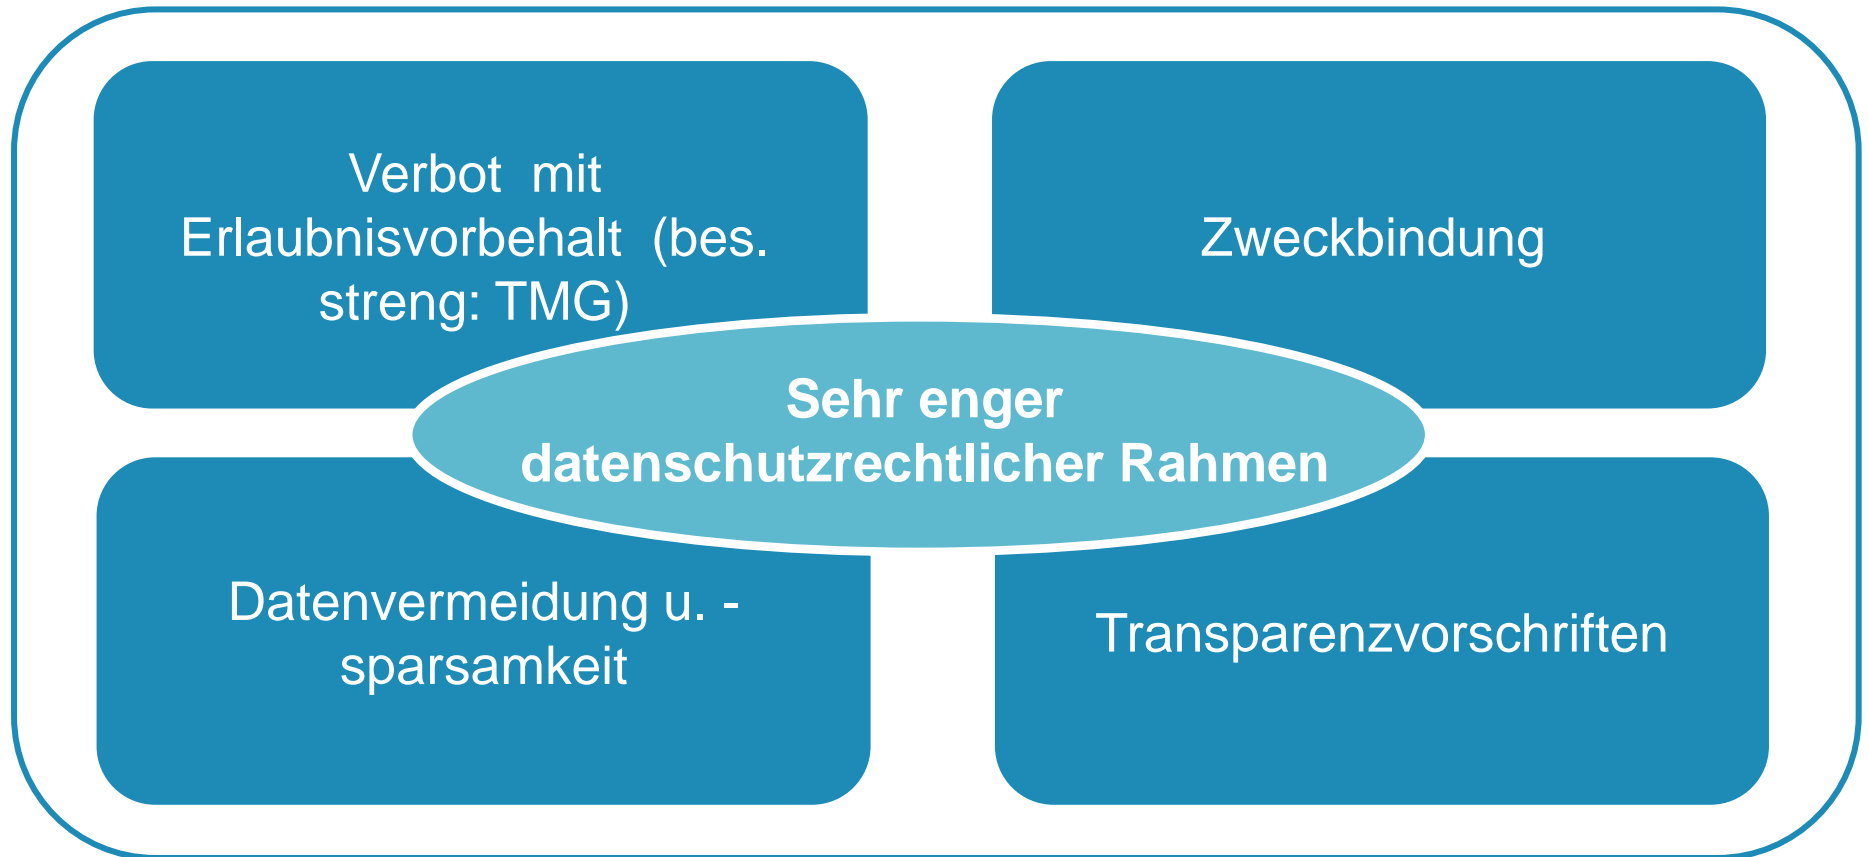 Verbot mit
Erlaubnisvorbehalt (bes.
streng: TMG)
Zweckbindung
Sehr enger
datenschutzrechtlicher Rahmen
Datenvermeidung u. -
sparsamkeit
Transparenzvorschriften